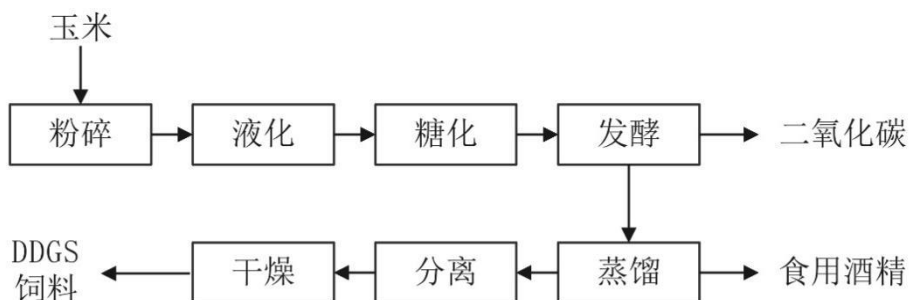 玉米
粉碎
液化
糖化
发酵
二氧化碳
DDGS
饲料
干燥
分离
蒸馏
食用酒精